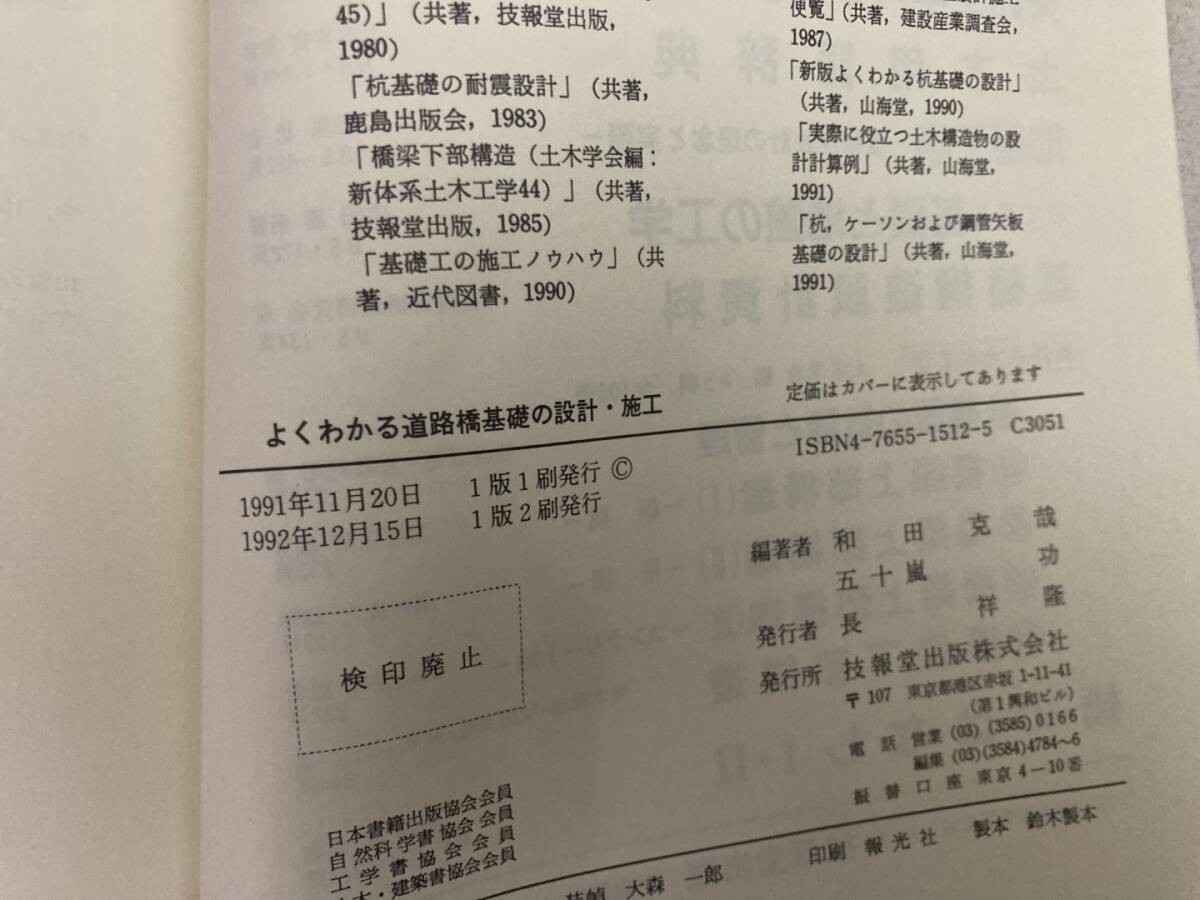 45)」(共著，技報堂出版，
1980)
「杭基礎の耐震設計」(共著，
鹿島出版会，1983)
「橋梁下部構造（土木学会編：
新体系土木工学44）」(共著，
技報堂出版，1985)
「基礎工の施工ノウハウ」(共
著，近代図書，1990)
便覧」(共著，建設産業調査会，
1987)
「新版よくわかる杭基礎の設計」
(共著，山海堂，1990)
「実際に役立つ土木構造物の設
計計算例」(共著，山海堂，
1991)
「杭，ケーソンおよび鋼管矢板
基礎の設計」(共著，山海堂，
1991)
よくわかる道路橋基礎の設計・施工
定価はカバーに表示してあります
ISBN4-7655-1512-5 C3051
1991年11月20日 1版1刷発行 ©
1992年12月15日 1版2刷発行
検印廃止
編著者 和田克哉
五十嵐功
発行者 長祥隆
発行所 技報堂出版株式会社
〒107 東京都港区赤坂1-11-41
(第1興和ビル)
電話 営業 (03) (3585) 0166
編集 (03)(3584)4784〜6
振替口座 東京4-10番
日本書籍出版協会会員
自然科学書協会会員
工学書協会会員
土木・建築書協会会員
装幀 大森一郎
印刷 報光社 製本 鈴木製本